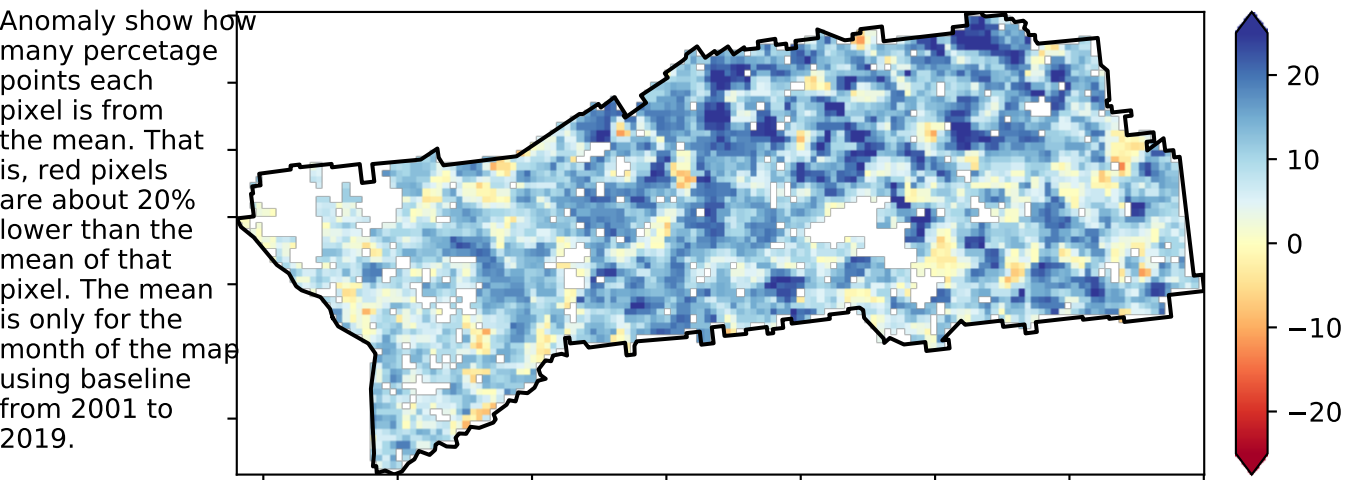 Anomaly show how
many percetage
points each
pixel is from
the mean. That
is, red pixels
are about 20%
lower than the
mean of that
pixel. The mean
is only for the
month of the map
using baseline
from 2001 to
2019.
20
10
0
−10
−20